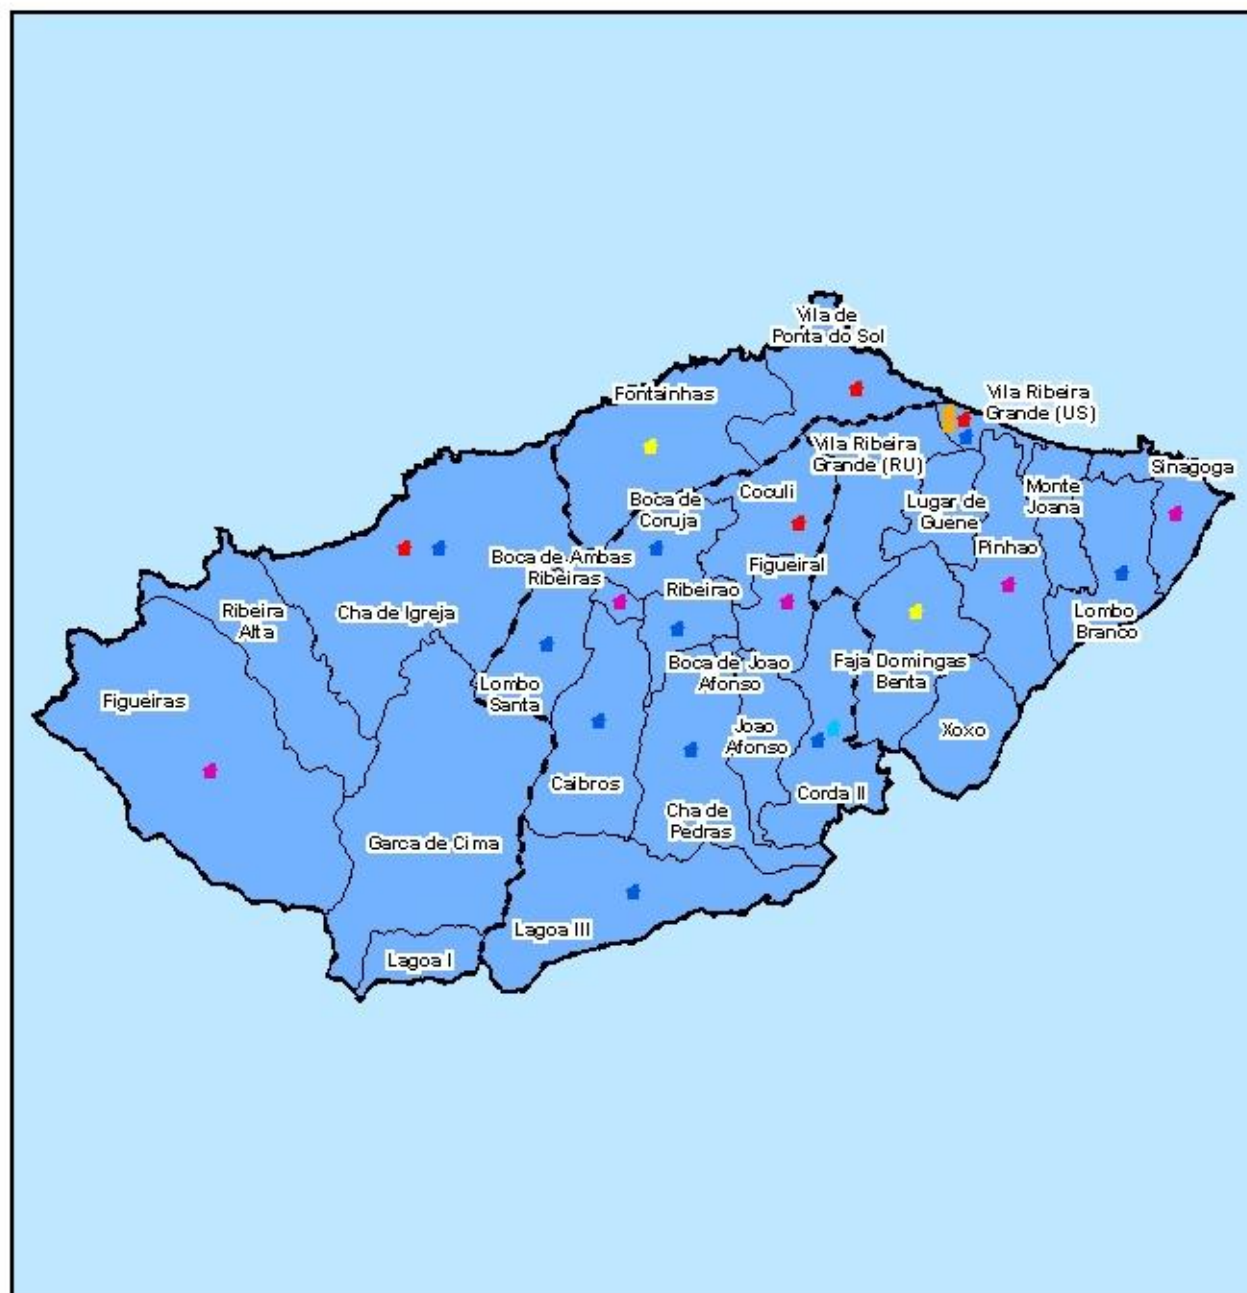 Vila de
Ponta do Sol
Fontainhas
Vila Ribeira
Grande (US)
Vila Ribeira
Grande (RU)
Sinagoga
Coculi
Boca de
Coruja
Lugar de
Guene
Monte
Joana
Boca de Ambas
Ribeiras
Figueiral
Pinhao
Ribeirao
Ribeira
Alta
Cha de Igreja
Lombo
Branco
Figueiras
Lombo
Santa
Boca de Joao
Afonso
Faja Domingas
Benta
Joao
Afonso
Xoxo
Caibros
Corda II
Cha de
Pedras
Garca de Cima
Lagoa III
Lagoa I